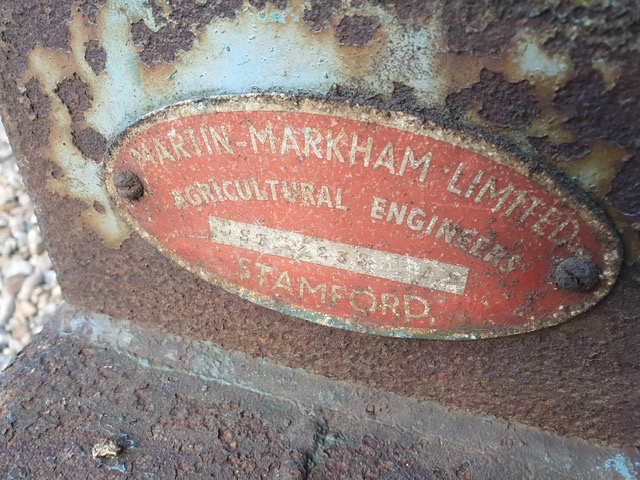 MARTIN-MARKHAM LIMITED
AGRICULTURAL ENGINEERS
STAMFORD.